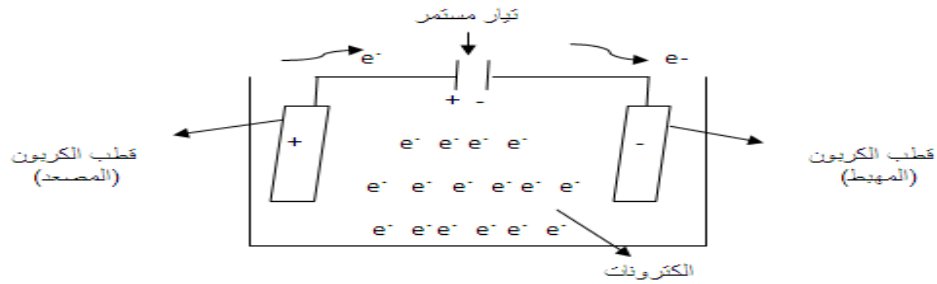 تيار مستمر
e-
e-
+ -
+
-
e- e- e- e-
e- e- e- e- e- e-
e- e- e- e- e- e-
قطب الكربون
(المصعد)
قطب الكربون
(المهبط)
الكترونات